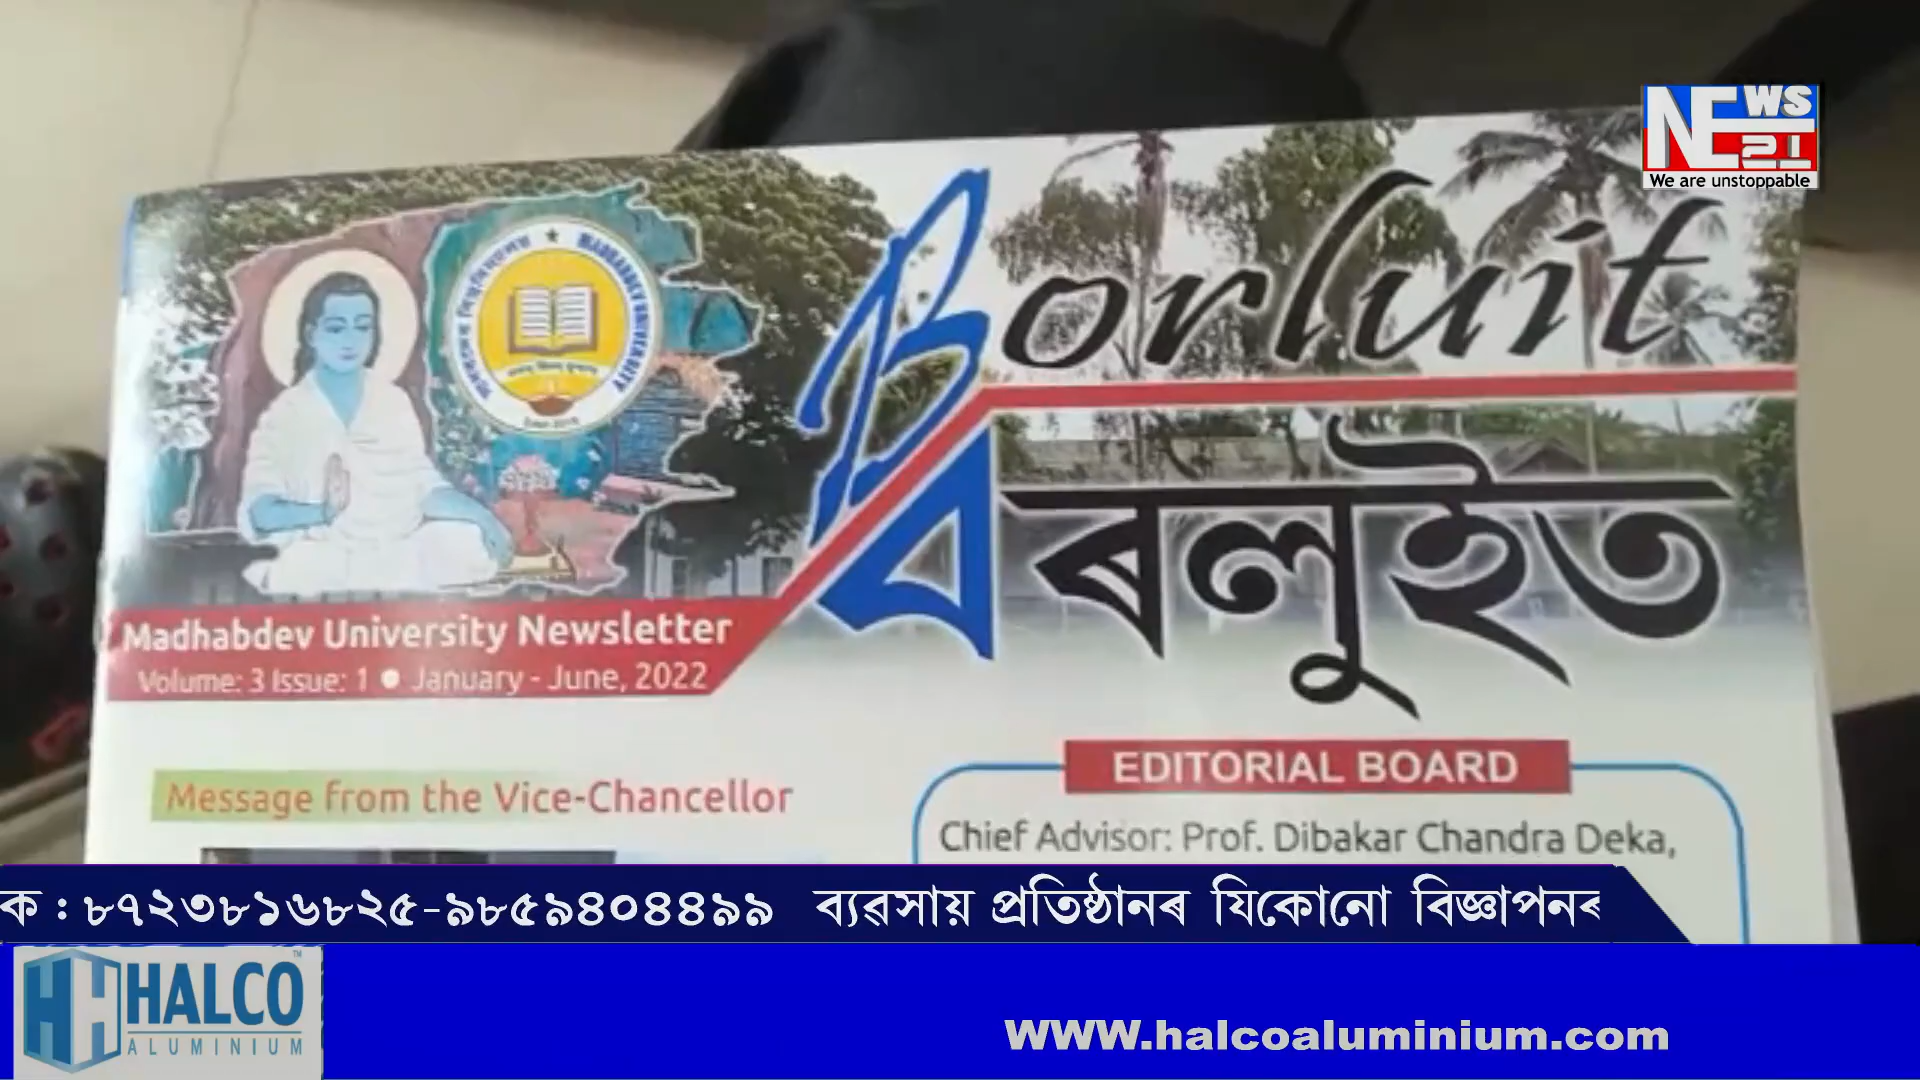 NEWS
21
We are unstoppable
MADHABDEV UNIVERSITY
Borluit
বৰলুইত
Madhabdev University Newsletter
Volume: 3 Issue: 1 ● January - June, 2022
Message from the Vice-Chancellor
EDITORIAL BOARD
Chief Advisor: Prof. Dibakar Chandra Deka,
ক : ৮৭২৩৮১৬৮২৫-৯৮৫৯৪০৪৪৯৯ ব্যৱসায় প্ৰতিষ্ঠানৰ যিকোনো বিজ্ঞাপনৰ
HALCO
ALUMINIUM
WWW.halcoaluminium.com